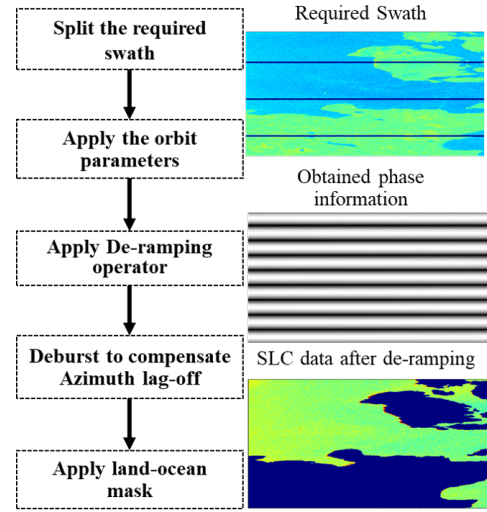 Split the required
swath
Required Swath
Apply the orbit
parameters
Obtained phase
information
Apply De-ramping
operator
Deburst to compensate
Azimuth lag-off
SLC data after de-ramping
Apply land-ocean
mask